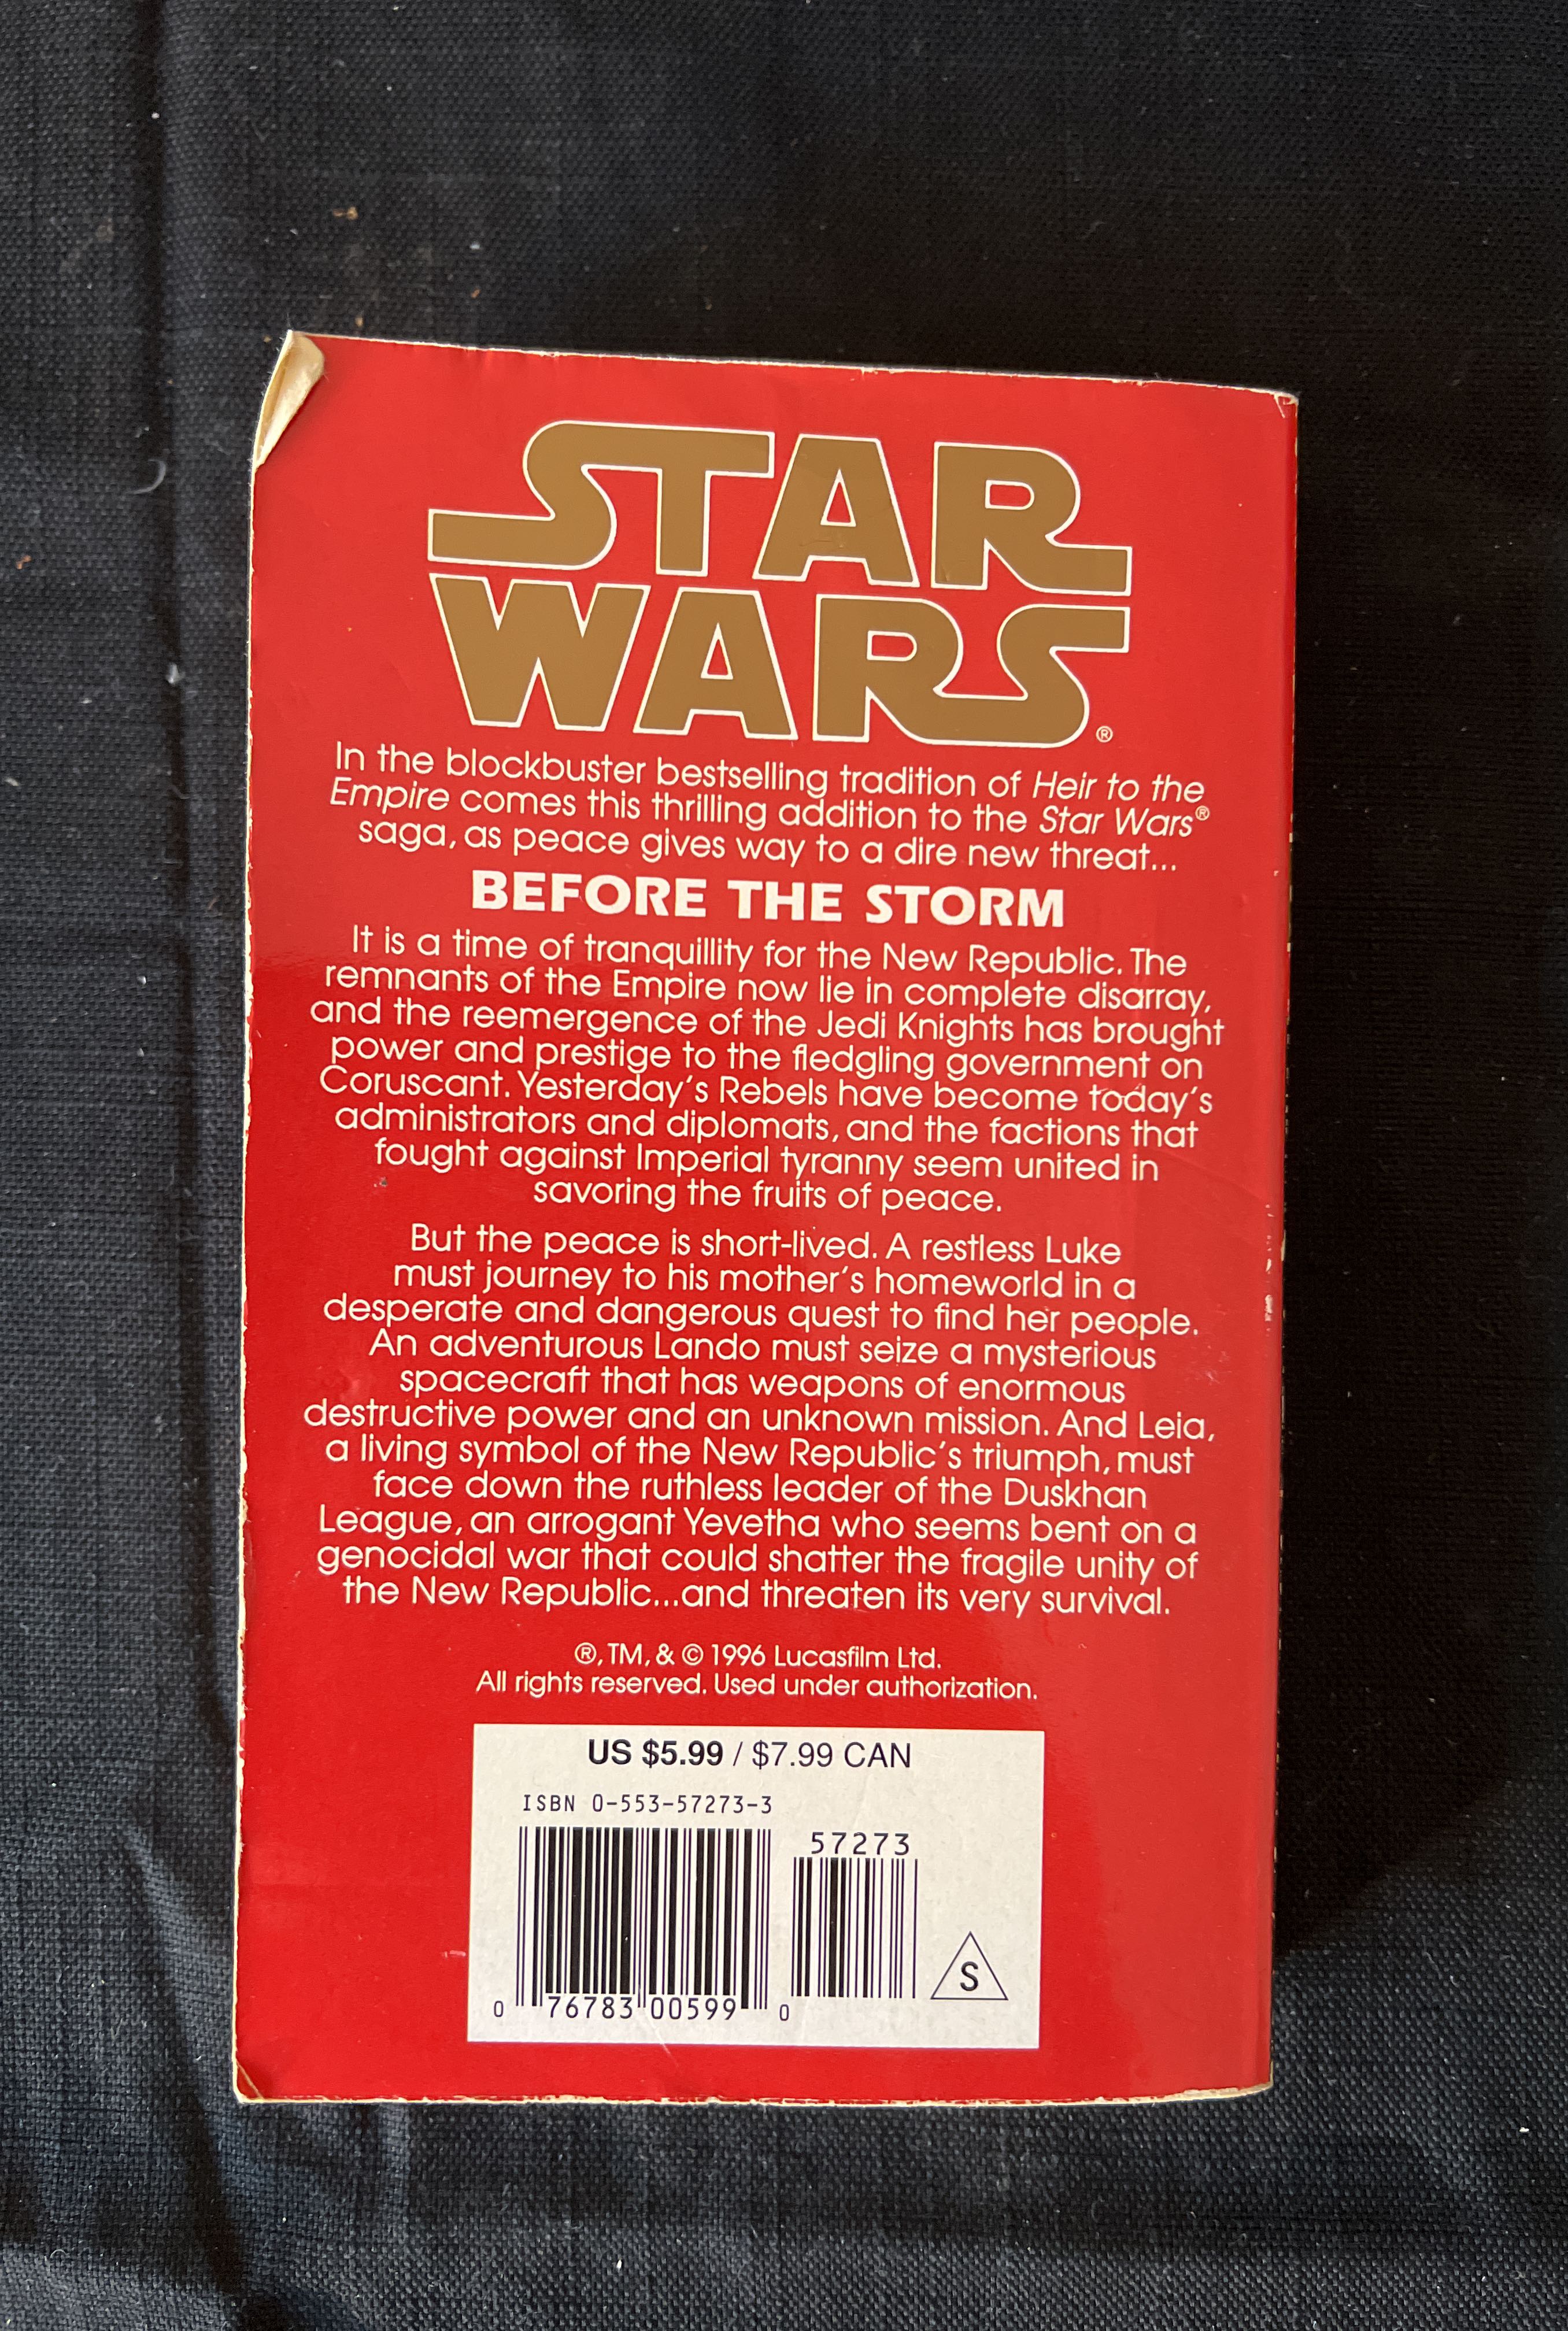 STAR
WARS®
In the blockbuster bestselling tradition of Heir to the
Empire comes this thrilling addition to the Star Wars®
saga, as peace gives way to a dire new threat...
BEFORE THE STORM
It is a time of tranquillity for the New Republic. The
remnants of the Empire now lie in complete disarray,
and the reemergence of the Jedi Knights has brought
power and prestige to the fledgling government on
Coruscant. Yesterday's Rebels have become today's
administrators and diplomats, and the factions that
fought against Imperial tyranny seem united in
savoring the fruits of peace.
But the peace is short-lived. A restless Luke
must journey to his mother's homeworld in a
desperate and dangerous quest to find her people.
An adventurous Lando must seize a mysterious
spacecraft that has weapons of enormous
destructive power and an unknown mission. And Leia,
a living symbol of the New Republic's triumph, must
face down the ruthless leader of the Duskhan
League, an arrogant Yevetha who seems bent on a
genocidal war that could shatter the fragile unity of
the New Republic...and threaten its very survival.
®, TM, & © 1996 Lucasfilm Ltd.
All rights reserved. Used under authorization.
US $5.99 / $7.99 CAN
ISBN 0-553-57273-3
57273
0 76783 00599 0
S